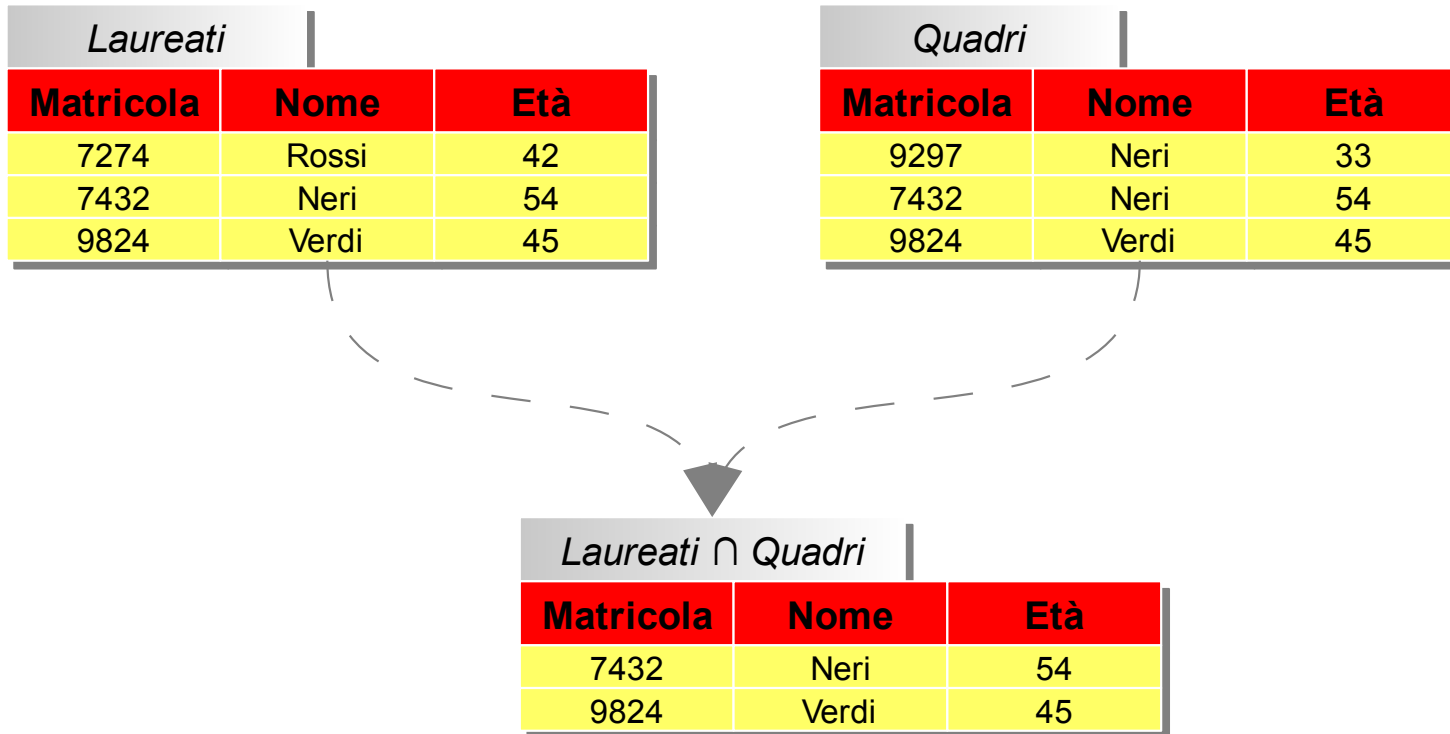 Laureati
Matricola Nome Età
7274 Rossi 42
7432 Neri 54
9824 Verdi 45
Quadri
Matricola Nome Età
9297 Neri 33
7432 Neri 54
9824 Verdi 45
Laureati ∩ Quadri
Matricola Nome Età
7432 Neri 54
9824 Verdi 45